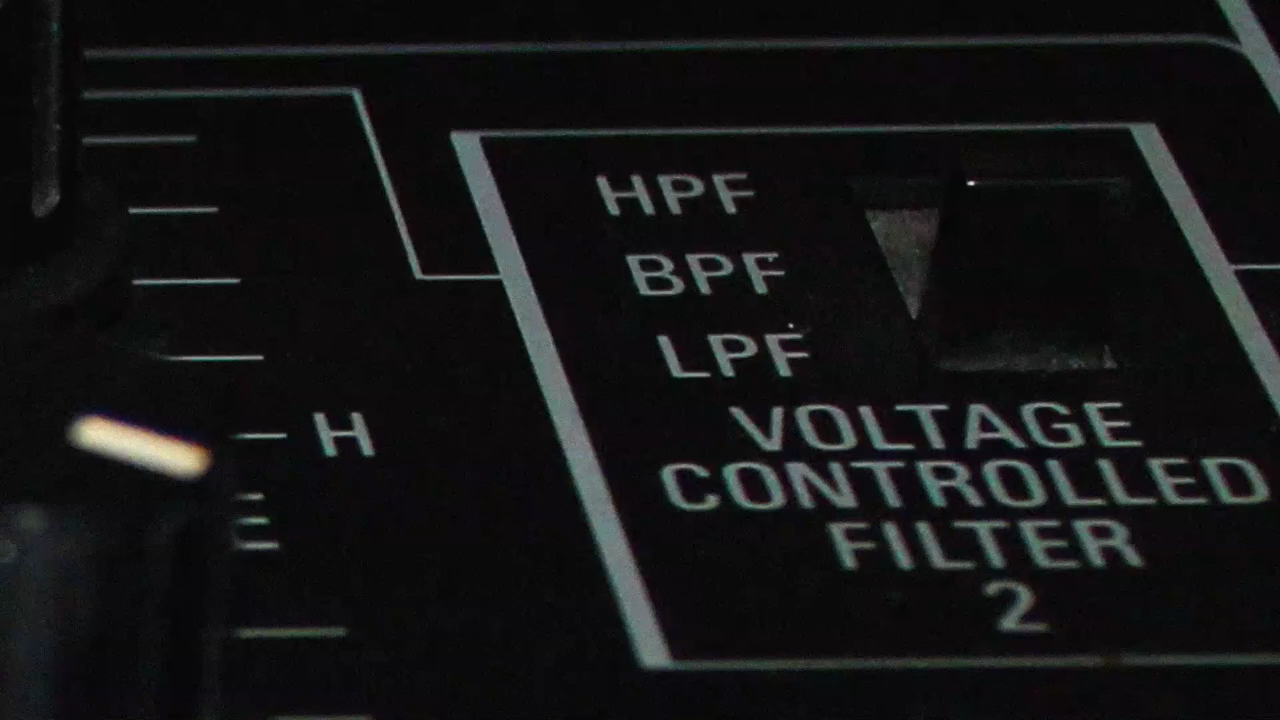 HPF
BPF
LPF
H
VOLTAGE
CONTROLLED
FILTER
2